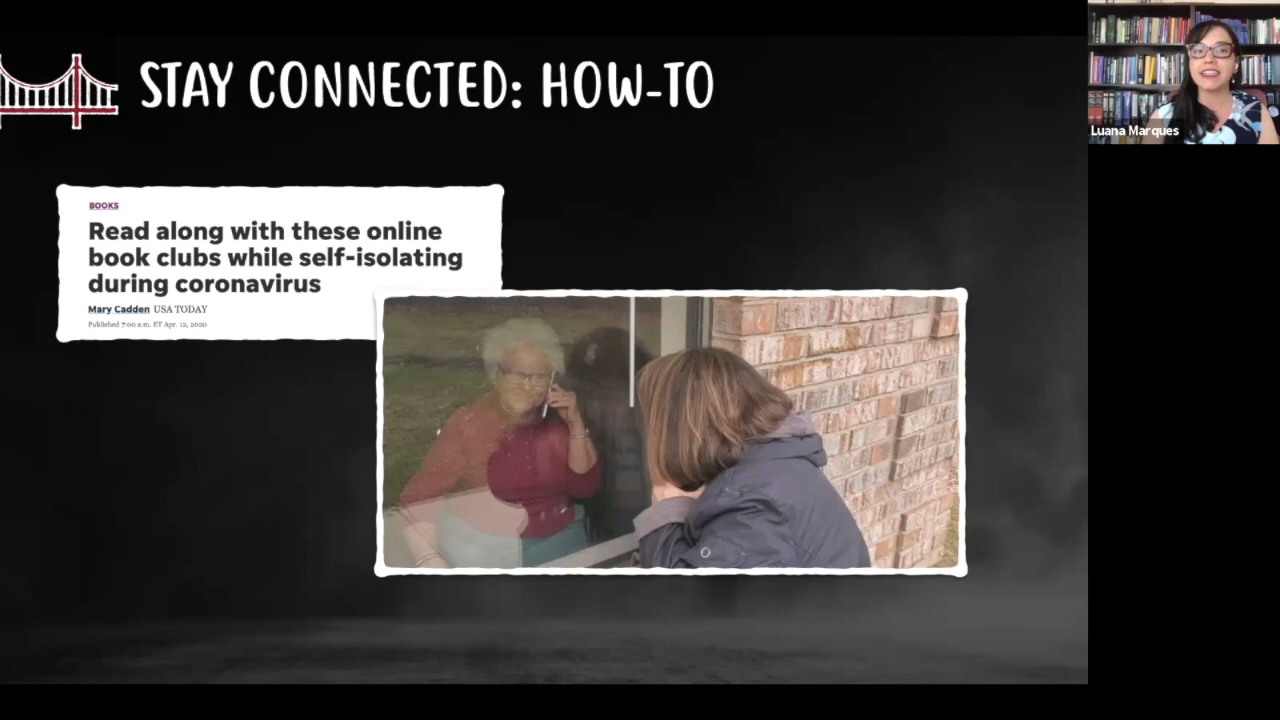 STAY CONNECTED: HOW-TO
Luana Marques
BOOKS
Read along with these online
book clubs while self-isolating
during coronavirus
Mary Cadden USA TODAY
Published 7:00 a.m. ET Apr. 12, 2020